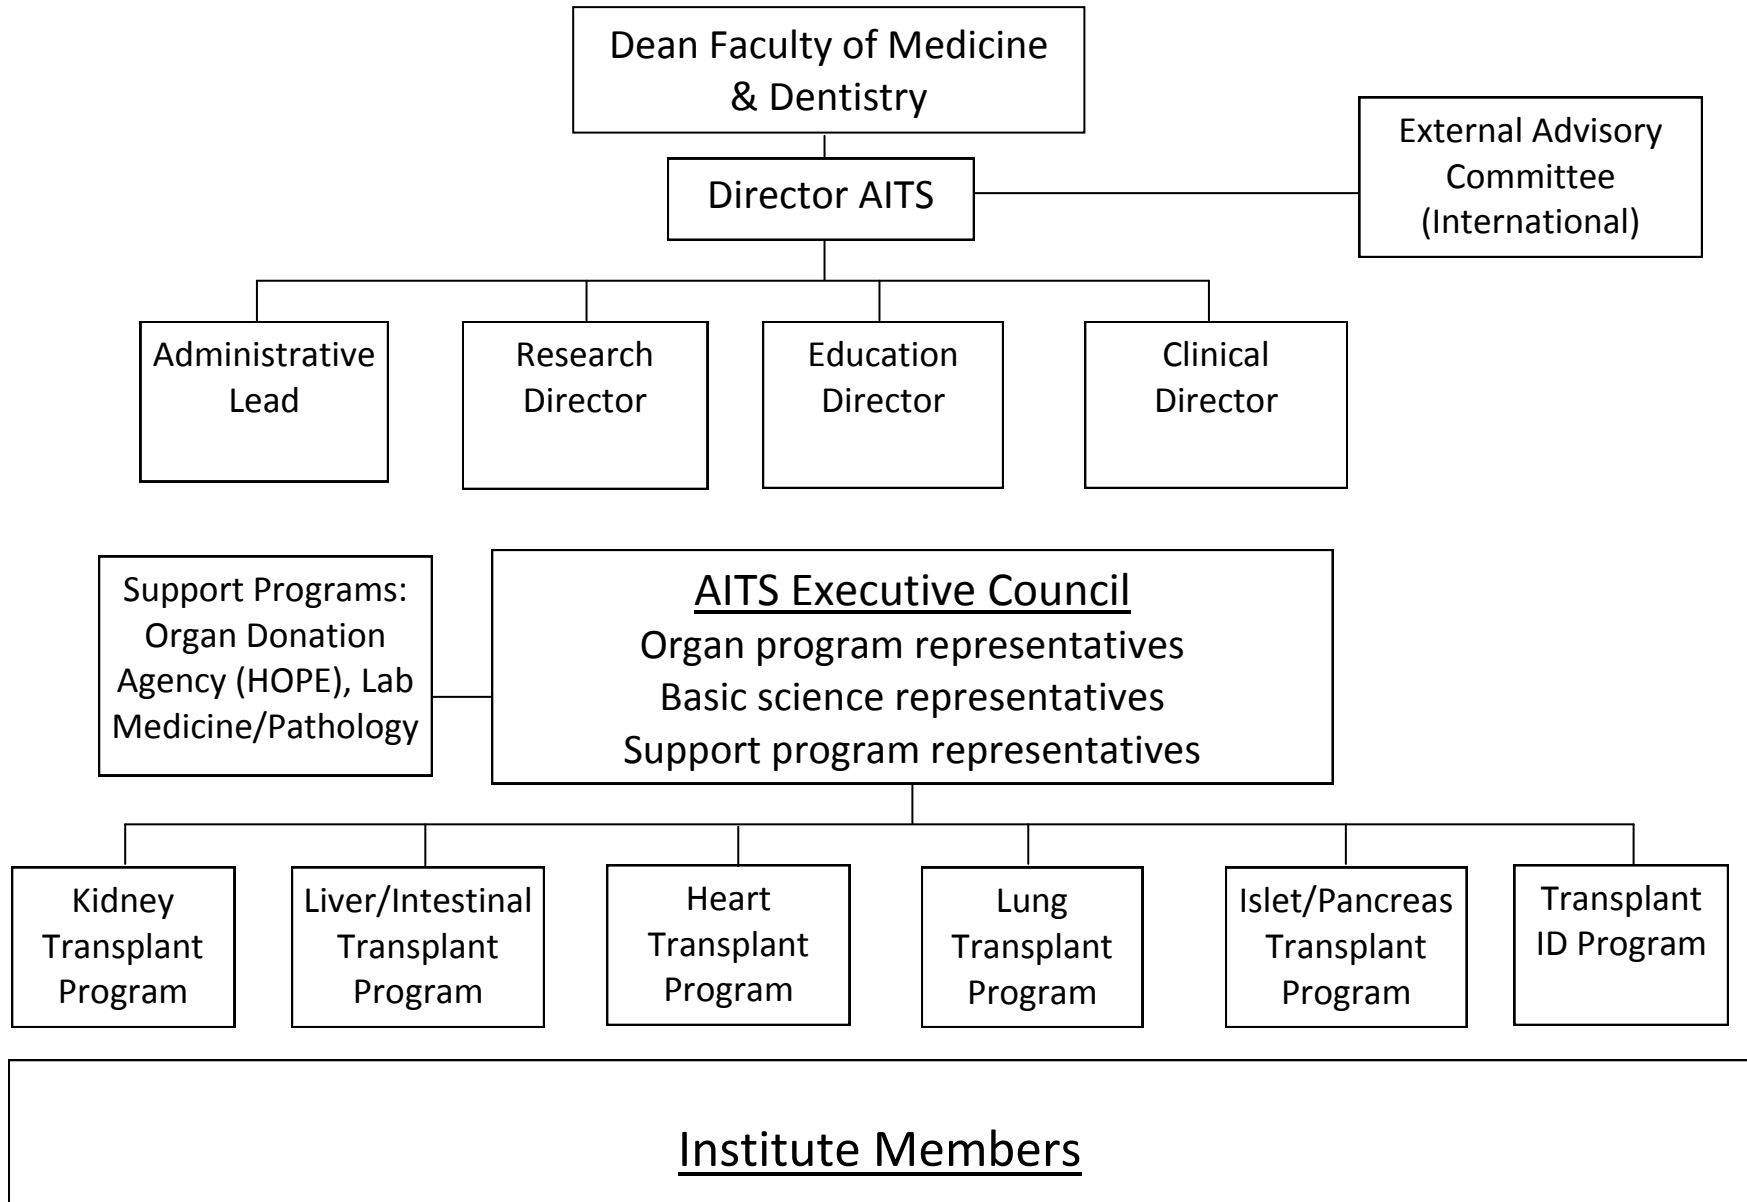 Dean Faculty of Medicine
& Dentistry
External Advisory
Committee
(International)
Director AITS
Administrative
Lead
Research
Director
Education
Director
Clinical
Director
Support Programs:
Organ Donation
Agency (HOPE), Lab
Medicine/Pathology
AITS Executive Council
Organ program representatives
Basic science representatives
Support program representatives
Kidney
Transplant
Program
Liver/Intestinal
Transplant
Program
Heart
Transplant
Program
Lung
Transplant
Program
Islet/Pancreas
Transplant
Program
Transplant
ID Program
Institute Members